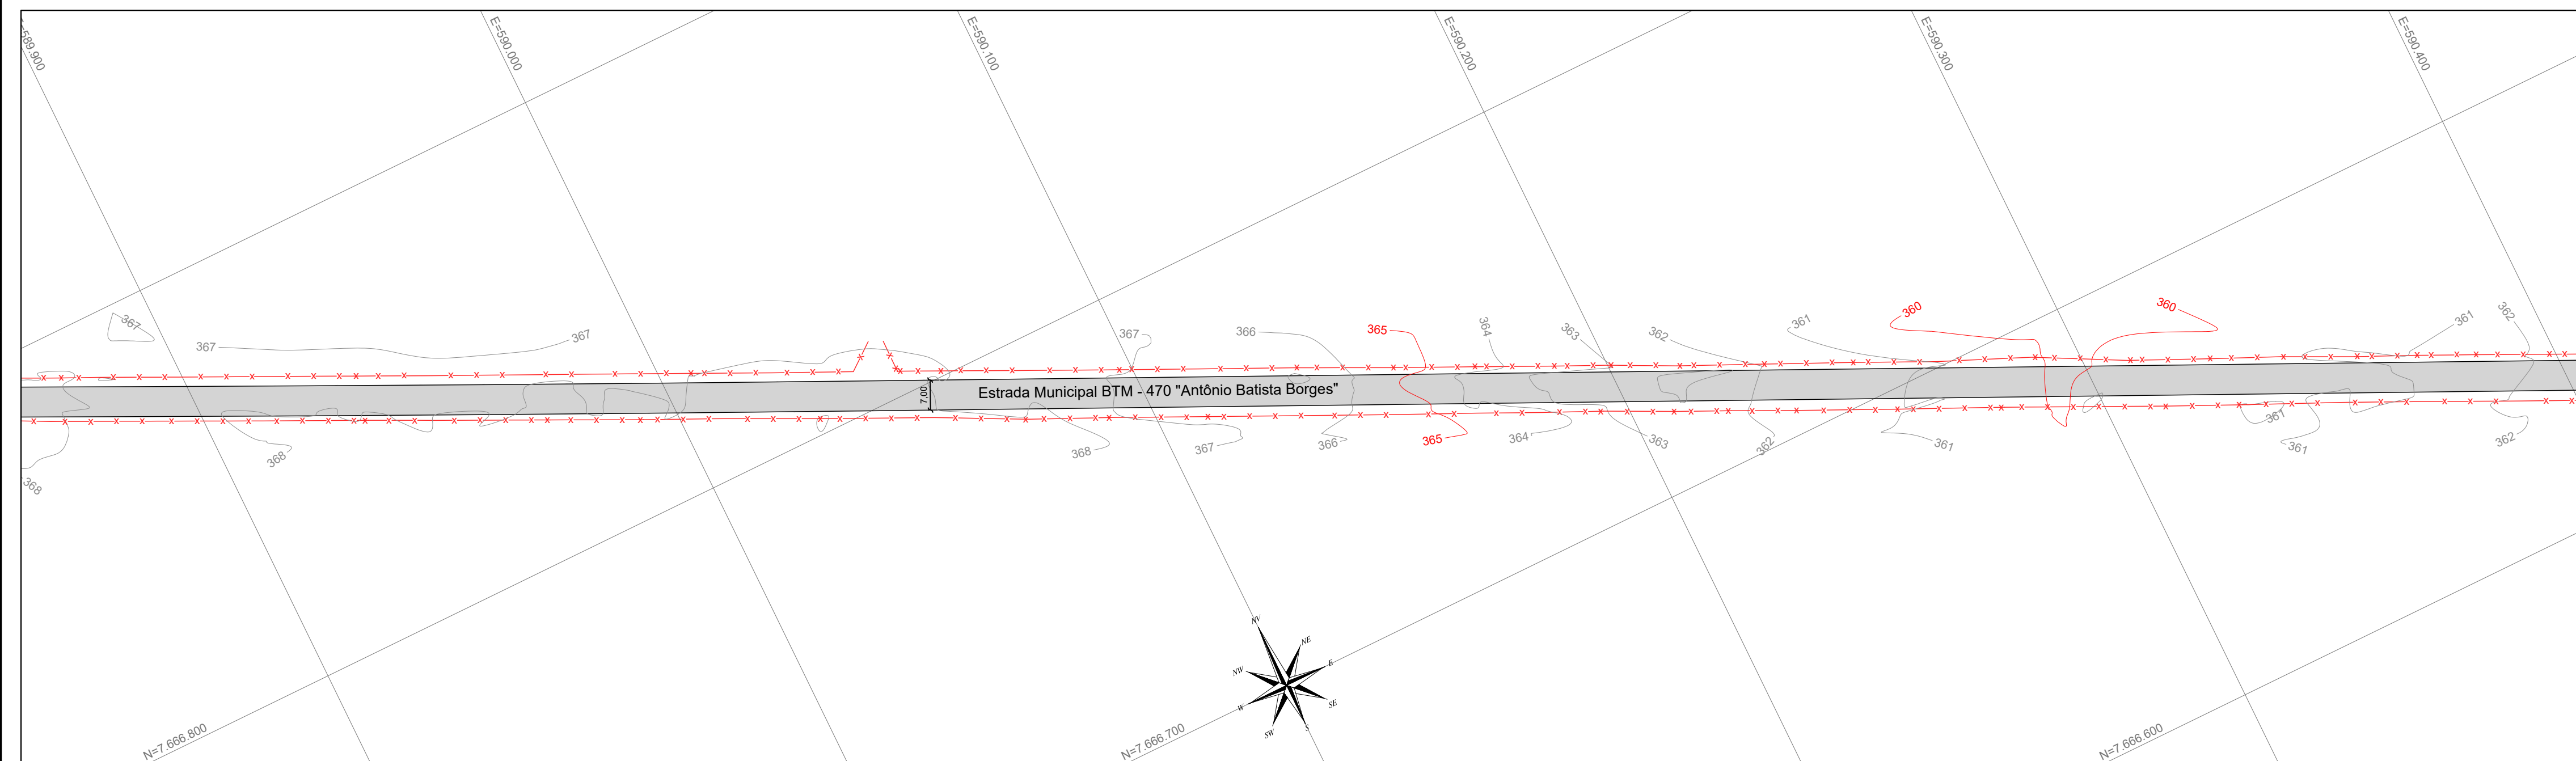 589.900
E=590.000
E=590.100
E=590.200
E=590.300
E=590.400
367
367
367
367
366
365
364
363
362
361
360
360
361
362
7,00
Estrada Municipal BTM - 470 "Antônio Batista Borges"
368
368
368
367
366
365
364
363
362
361
361
361
362
NV
NE
E
SE
S
SW
W
NW
N=7.666.800
N=7.666.700
N=7.666.600